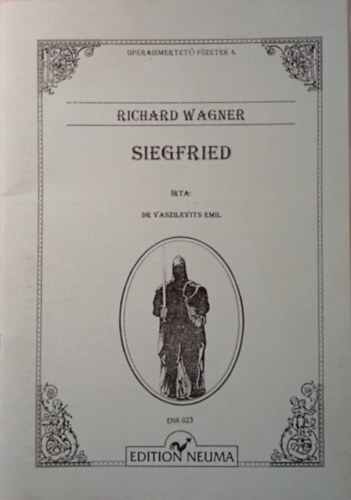 OPERAISMERTETŐ FÜZETEK 4.
RICHARD WAGNER
SIEGFRIED
ÍRTA:
DR VASZILEVITS EMIL
ENR 023
EDITION NEUMA